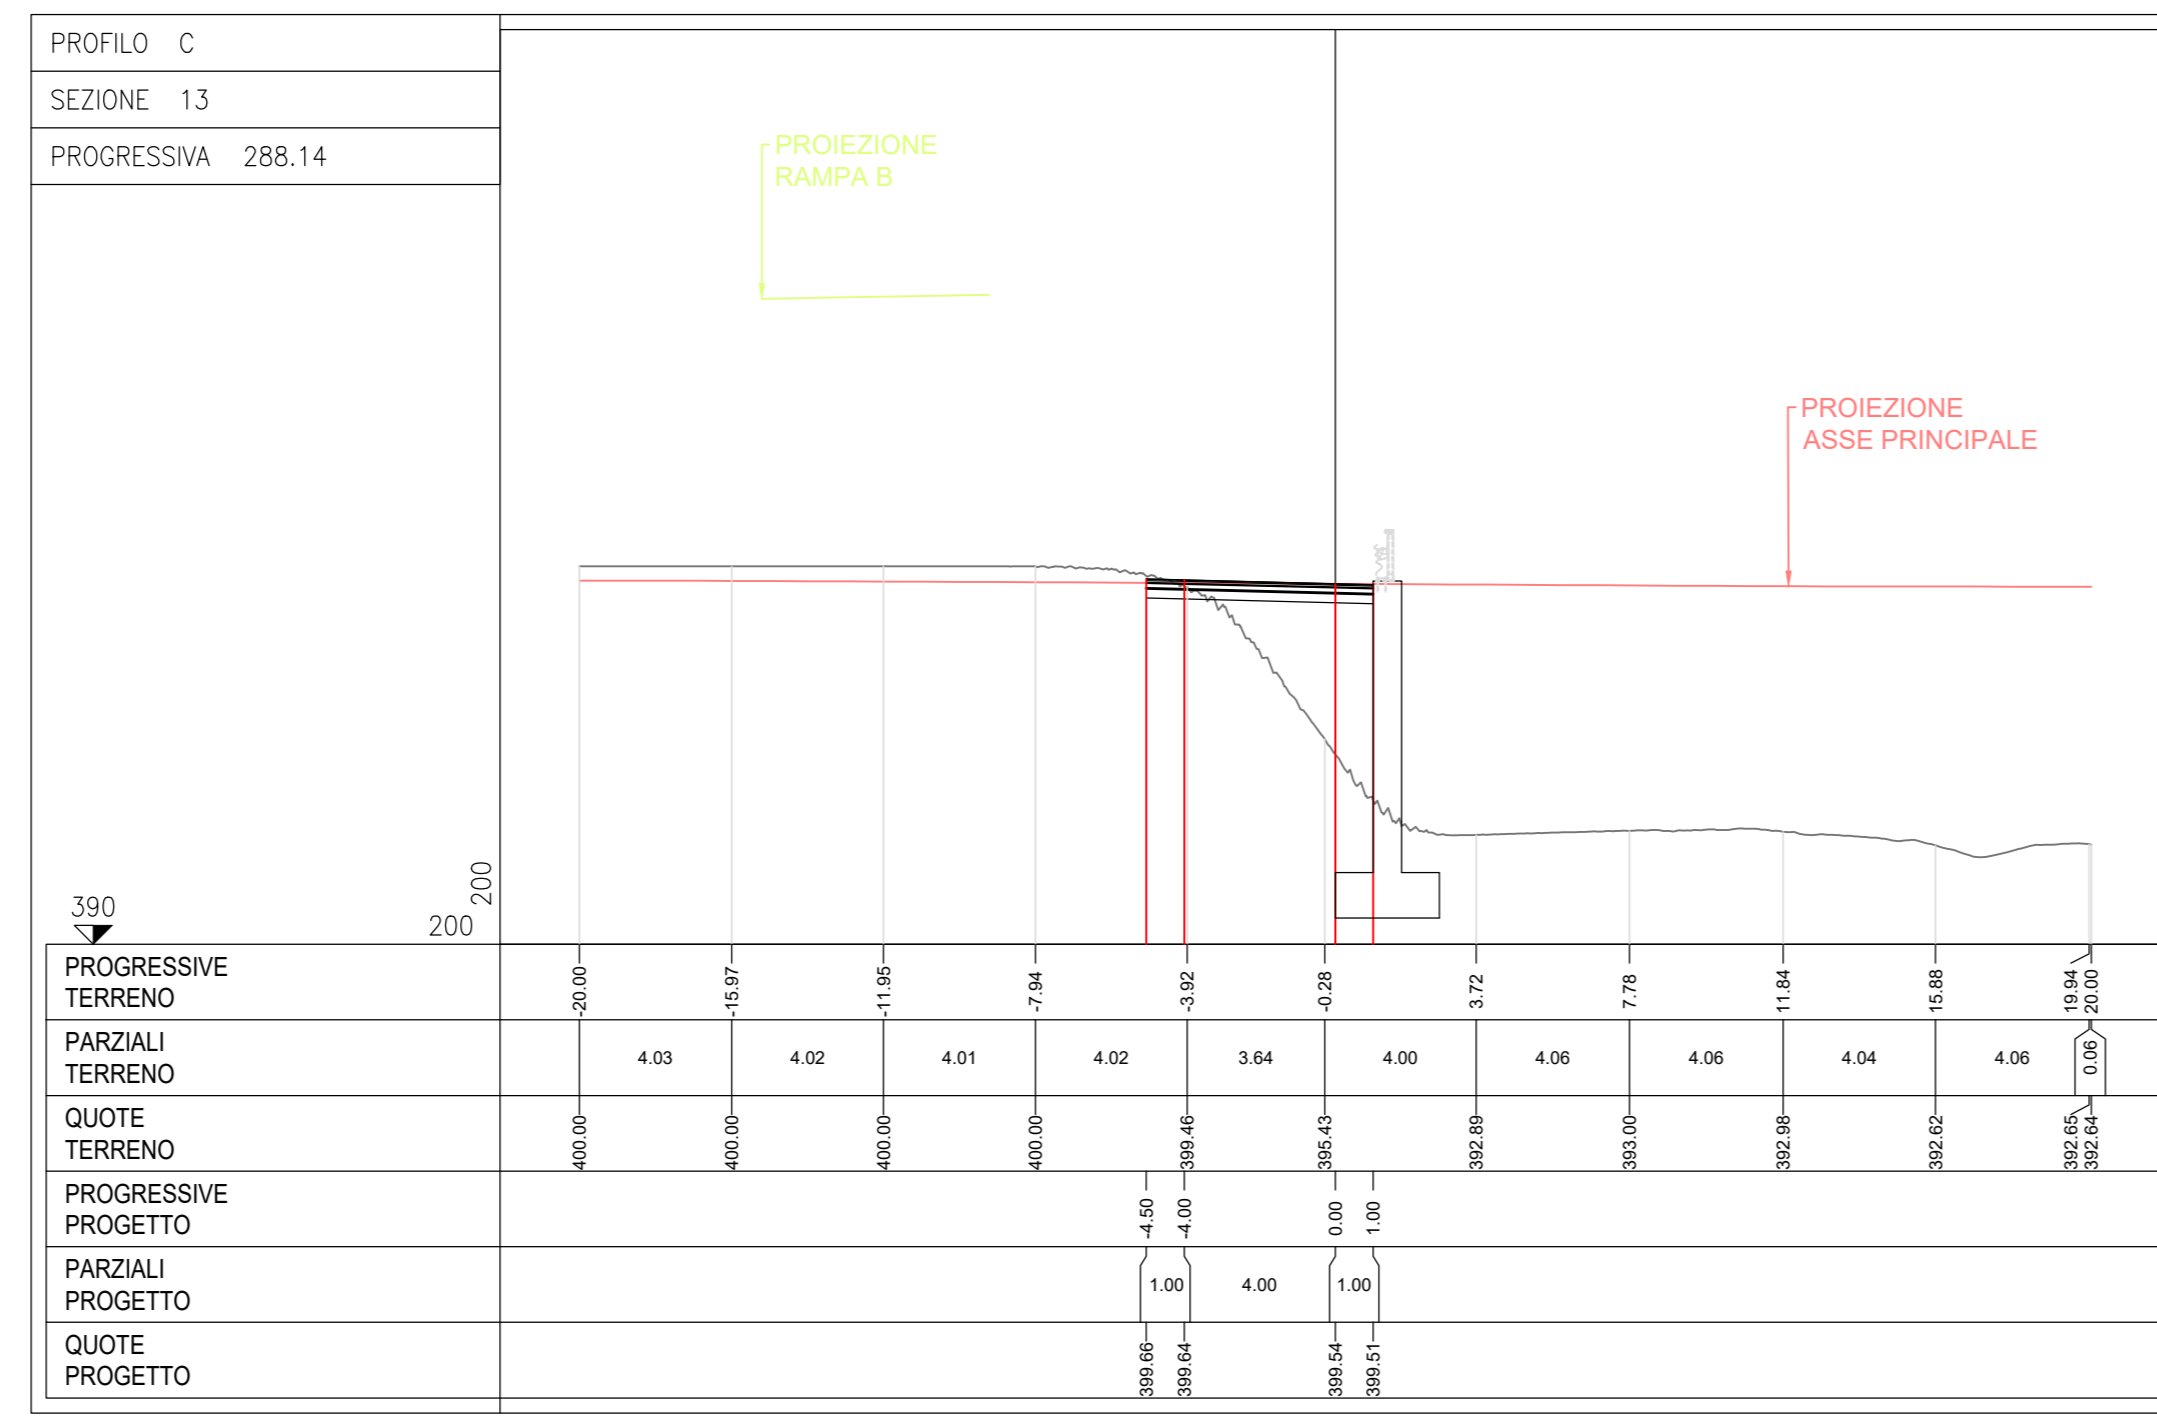 PROFILO C
SEZIONE 13
PROGRESSIVA 288.14
PROIEZIONE
RAMPA B
PROIEZIONE
ASSE PRINCIPALE
200
200
390
PROGRESSIVE
TERRENO
-20.00 -15.97 -11.95 -7.94 -3.92 -0.28 3.72 7.78 11.84 15.88 19.94 20.00
PARZIALI
TERRENO
4.03 4.02 4.01 4.02 3.64 4.00 4.06 4.06 4.04 4.06 0.06
QUOTE
TERRENO
400.00 400.00 400.00 400.00 399.46 395.43 392.89 393.00 392.98 392.62 392.65 392.64
PROGRESSIVE
PROGETTO
-4.50 -4.00 0.00 1.00
PARZIALI
PROGETTO
1.00 4.00 1.00
QUOTE
PROGETTO
399.66 399.64 399.54 399.51